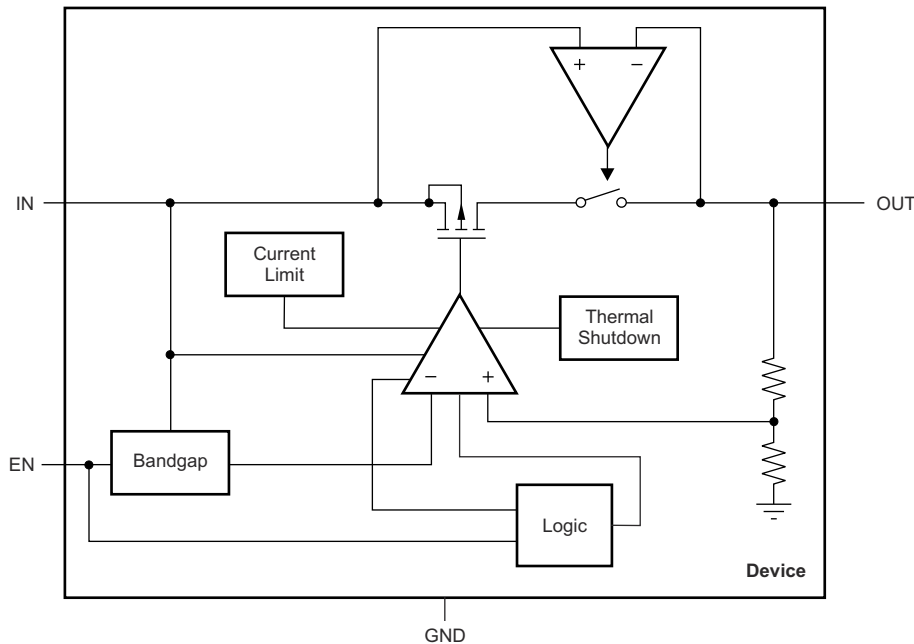 + −
IN
OUT
Current
Limit
Thermal
Shutdown
− +
EN
Bandgap
Logic
Device
GND